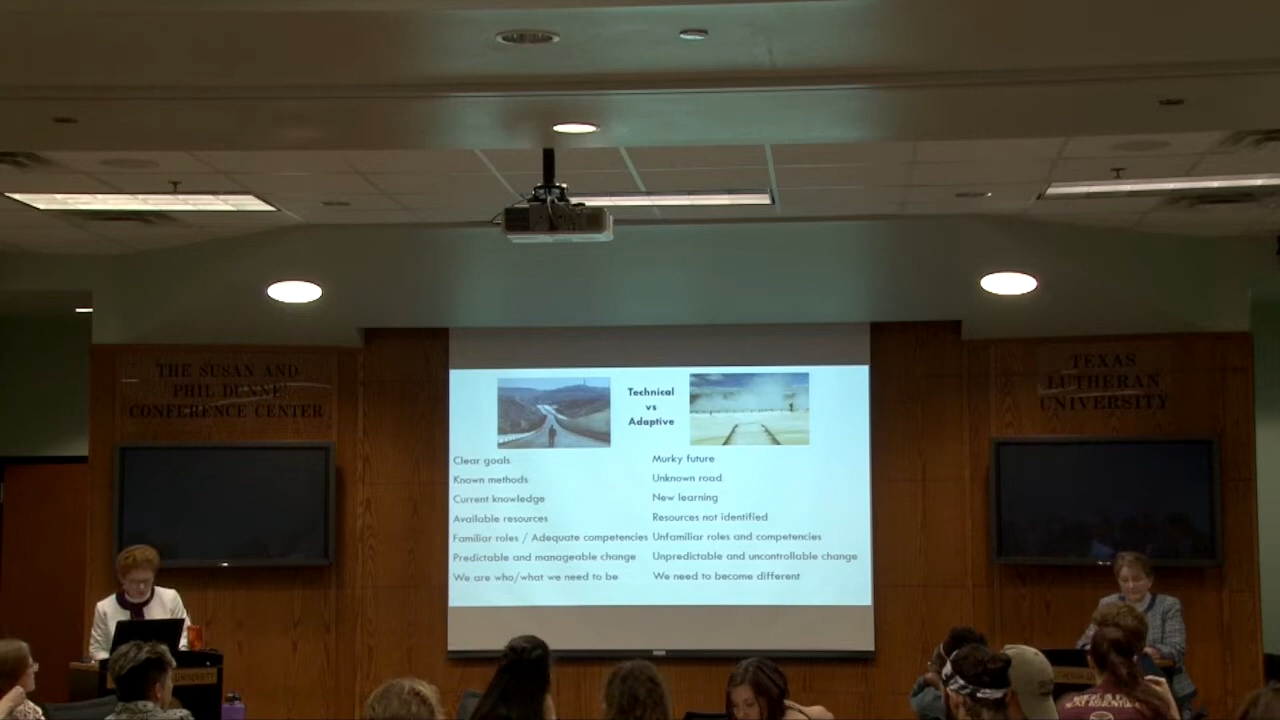 THE SUSAN AND
PHIL DUNNE
CONFERENCE CENTER
TEXAS
LUTHERAN
UNIVERSITY
Technical
vs
Adaptive
Clear goals
Murky future
Known methods
Unknown road
Current knowledge
New learning
Available resources
Resources not identified
Familiar roles / Adequate competencies
Unfamiliar roles and competencies
Predictable and manageable change
Unpredictable and uncontrollable change
We are who/what we need to be
We need to become different
UNIVERSITY